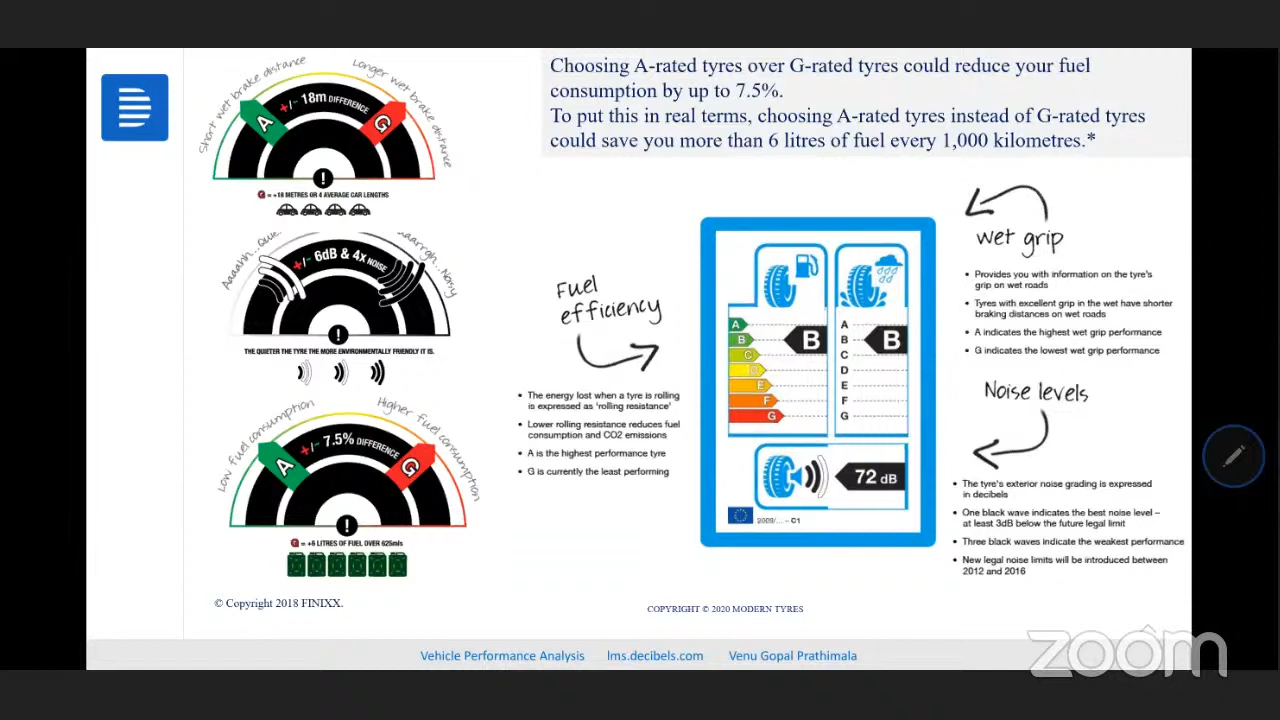 Choosing A-rated tyres over G-rated tyres could reduce your fuel
consumption by up to 7.5%.
To put this in real terms, choosing A-rated tyres instead of G-rated tyres
could save you more than 6 litres of fuel every 1,000 kilometres.*
Short wet brake distance
Longer wet brake distance
+/- 18m DIFFERENCE
A
G
!
G = +18 METRES OR 4 AVERAGE CAR LENGTHS
Aaaahh...Quie
aaarrgh...Noisy
+/- 6dB & 4x NOISE
!
THE QUIETER THE TYRE THE MORE ENVIRONMENTALLY FRIENDLY IT IS.
Low fuel consumption
Higher fuel consumption
+/- 7.5% DIFFERENCE
A
G
!
G = +6 LITRES OF FUEL OVER 625mls
© Copyright 2018 FINIXX.
Fuel
efficiency
• The energy lost when a tyre is rolling
is expressed as 'rolling resistance'
• Lower rolling resistance reduces fuel
consumption and CO2 emissions
• A is the highest performance tyre
• G is currently the least performing
A
B
C
D
E
F
G
B
A
B
C
D
E
F
G
B
72 dB
2009/... – C1
wet grip
• Provides you with information on the tyre's
grip on wet roads
• Tyres with excellent grip in the wet have shorter
braking distances on wet roads
• A indicates the highest wet grip performance
• G indicates the lowest wet grip performance
Noise levels
• The tyre's exterior noise grading is expressed
in decibels
• One black wave indicates the best noise level –
at least 3dB below the future legal limit
• Three black waves indicate the weakest performance
• New legal noise limits will be introduced between
2012 and 2016
COPYRIGHT © 2020 MODERN TYRES
Vehicle Performance Analysis lms.decibels.com Venu Gopal Prathimala
zoom